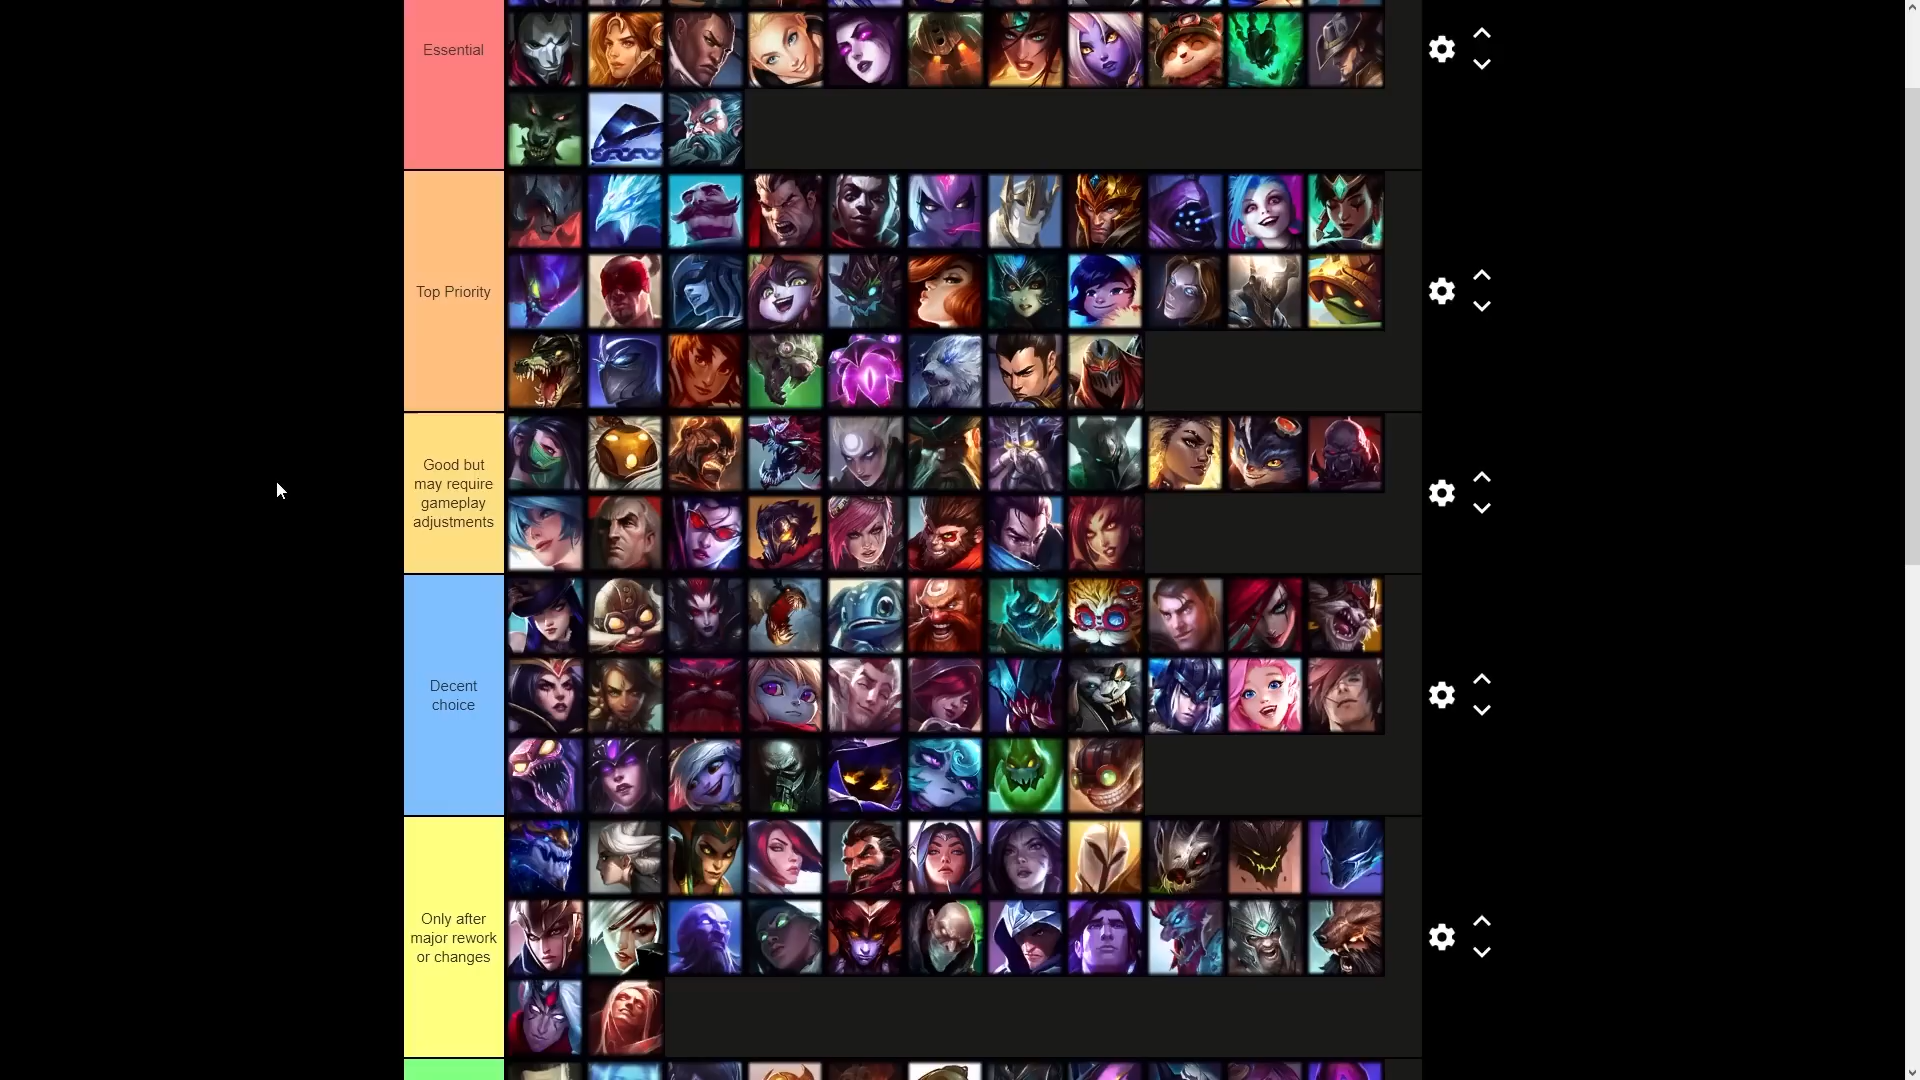 Essential
Top Priority
Good but
may require
gameplay
adjustments
Decent
choice
Only after
major rework
or changes